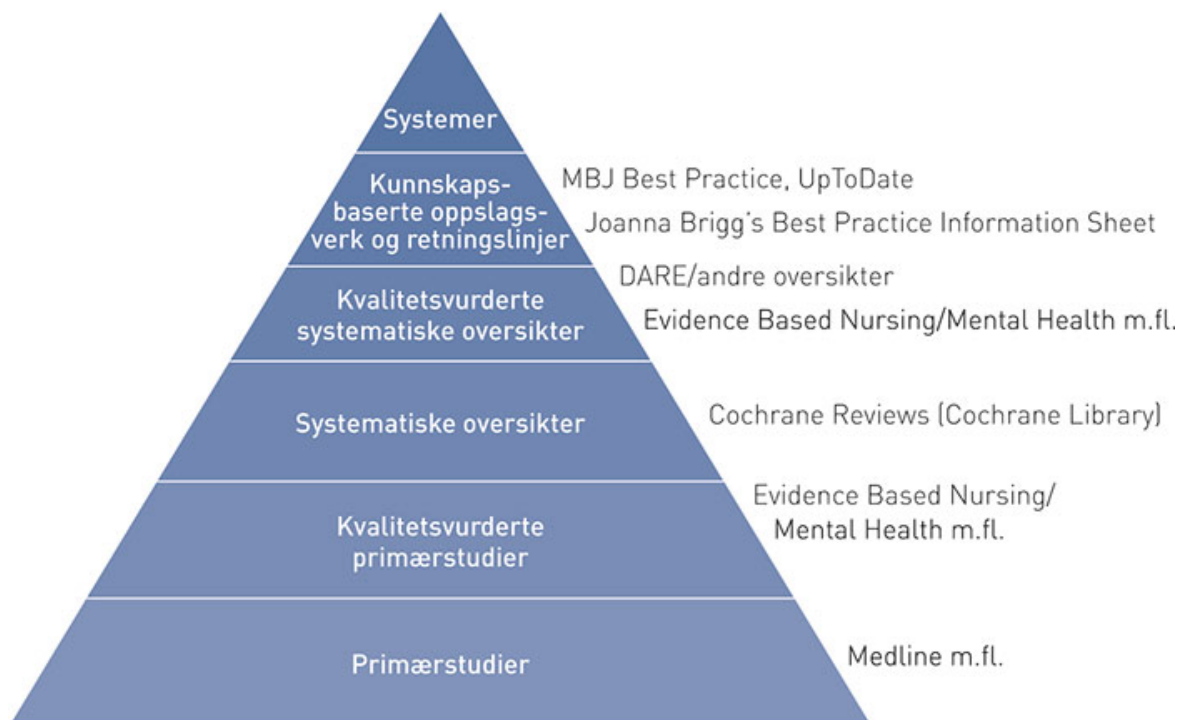 Systemer
Kunnskaps-
baserte oppslags-
verk og retningslinjer
MBJ Best Practice, UpToDate
Joanna Brigg's Best Practice Information Sheet
Kvalitetsvurderte
systematiske oversikter
DARE/andre oversikter
Evidence Based Nursing/Mental Health m.fl.
Systematiske oversikter
Cochrane Reviews (Cochrane Library)
Kvalitetsvurderte
primærstudier
Evidence Based Nursing/
Mental Health m.fl.
Primærstudier
Medline m.fl.